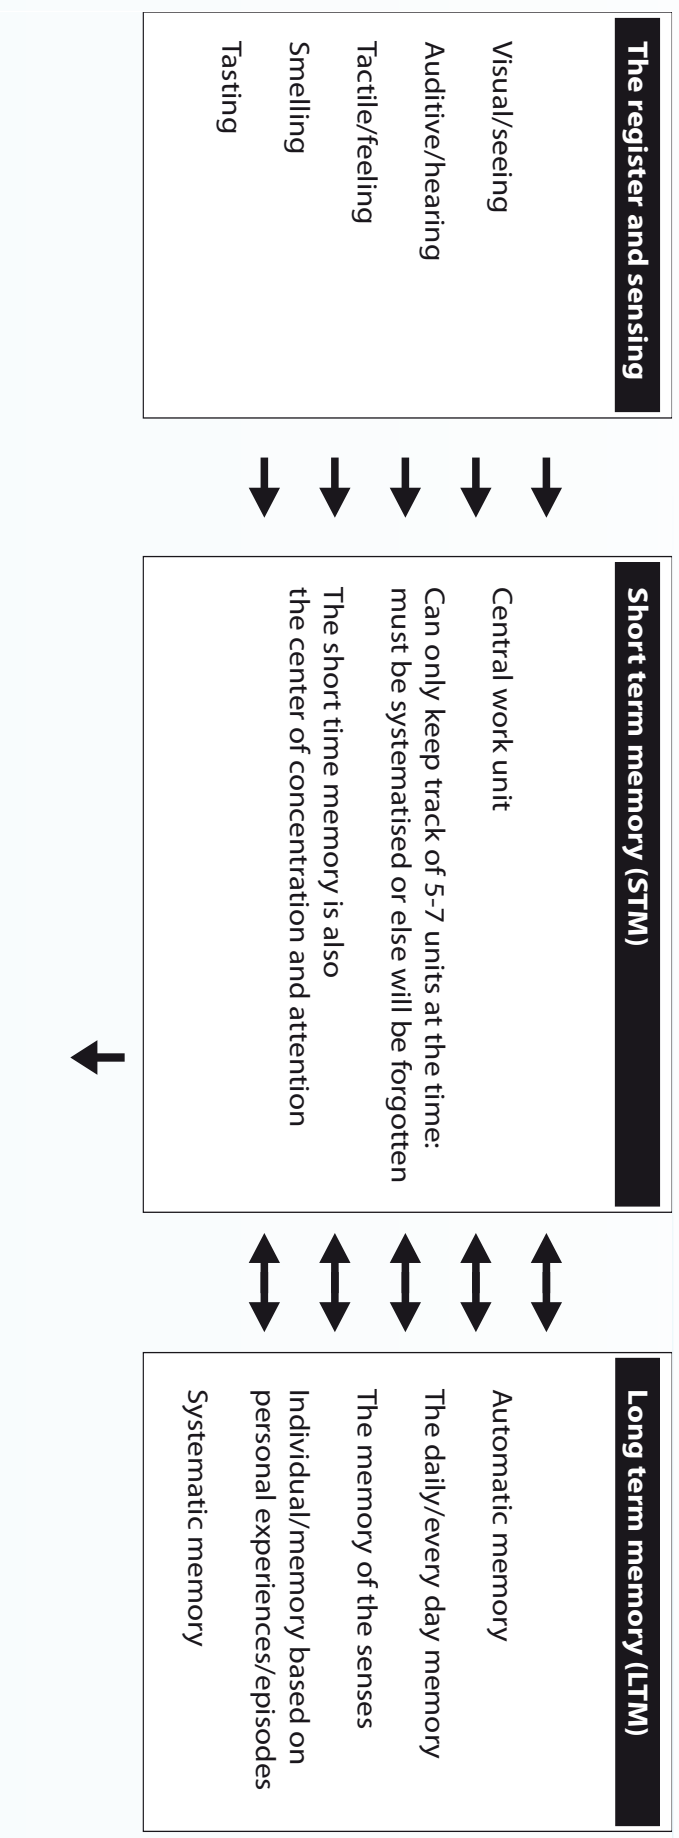 The register and sensing
Visual/seeing
Auditive/hearing
Tactile/feeling
Smelling
Tasting
Short term memory (STM)
Central work unit
Can only keep track of 5-7 units at the time:
must be systematised or else will be forgotten
The short time memory is also
the center of concentration and attention
Long term memory (LTM)
Automatic memory
The daily/every day memory
The memory of the senses
Individual/memory based on
personal experiences/episodes
Systematic memory